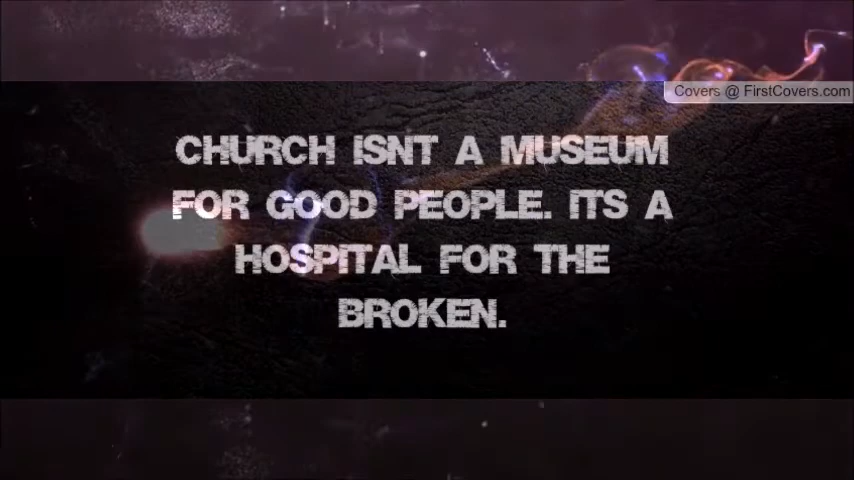 Covers @ FirstCovers.com
CHURCH ISNT A MUSEUM
FOR GOOD PEOPLE. ITS A
HOSPITAL FOR THE
BROKEN.